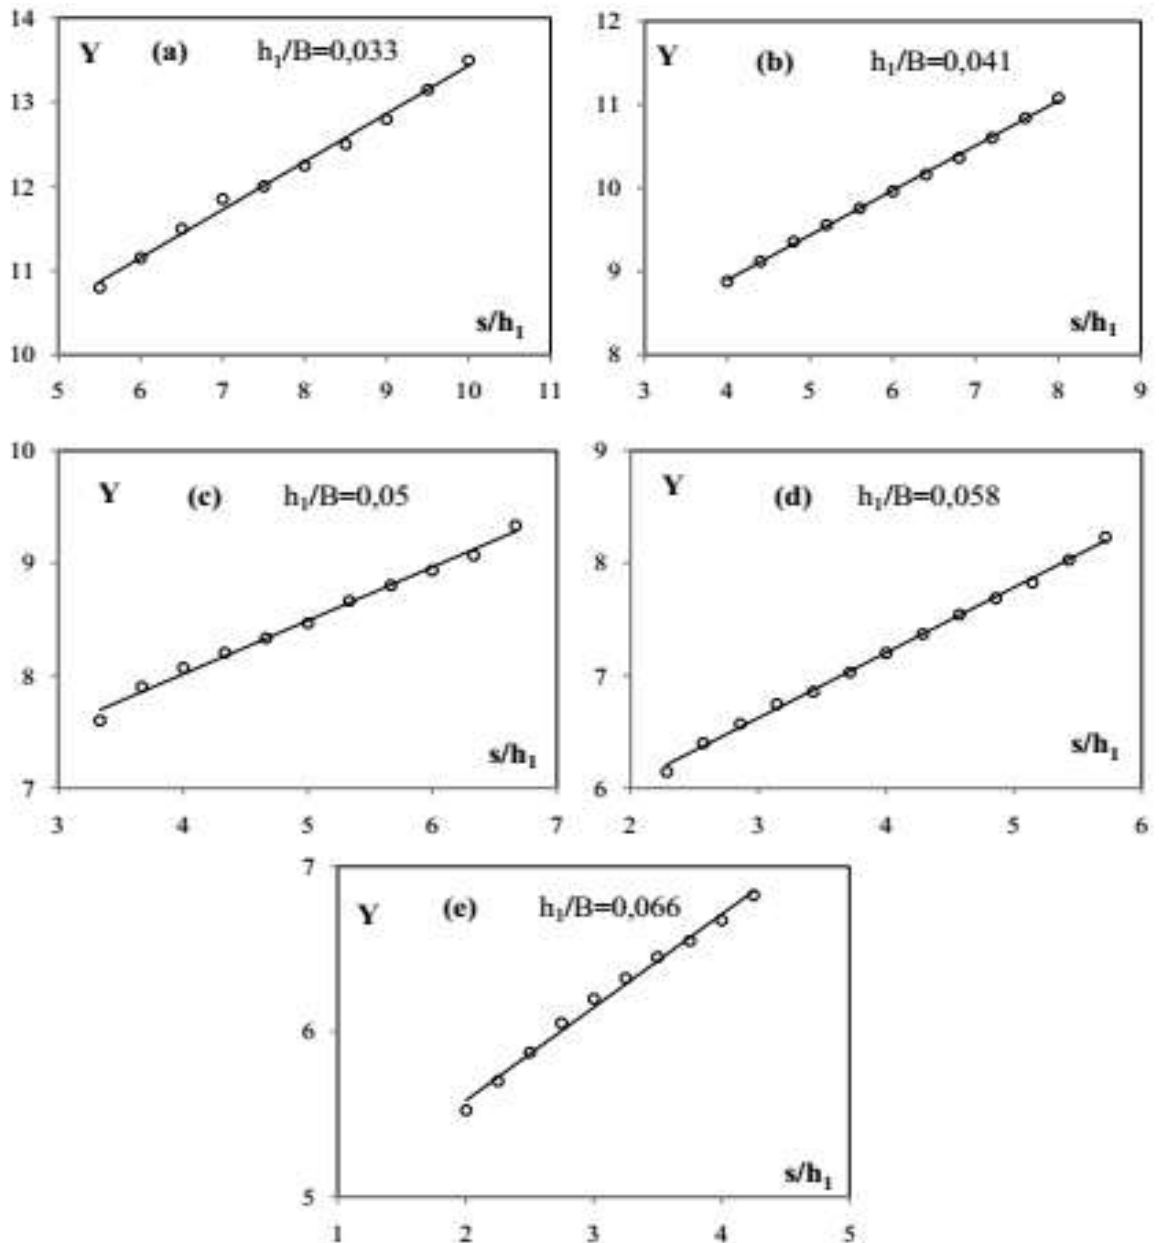 14
Y (a) h₁/B=0,033
13
12
11
s/h₁
10
5 6 7 8 9 10 11
12
Y (b) h₁/B=0,041
11
10
9
s/h₁
8
3 4 5 6 7 8 9
10
Y (c) h₁/B=0,05
9
8
s/h₁
7
3 4 5 6 7
9
Y (d) h₁/B=0,058
8
7
s/h₁
6
2 3 4 5 6
7
Y (e) h₁/B=0,066
6
s/h₁
5
1 2 3 4 5